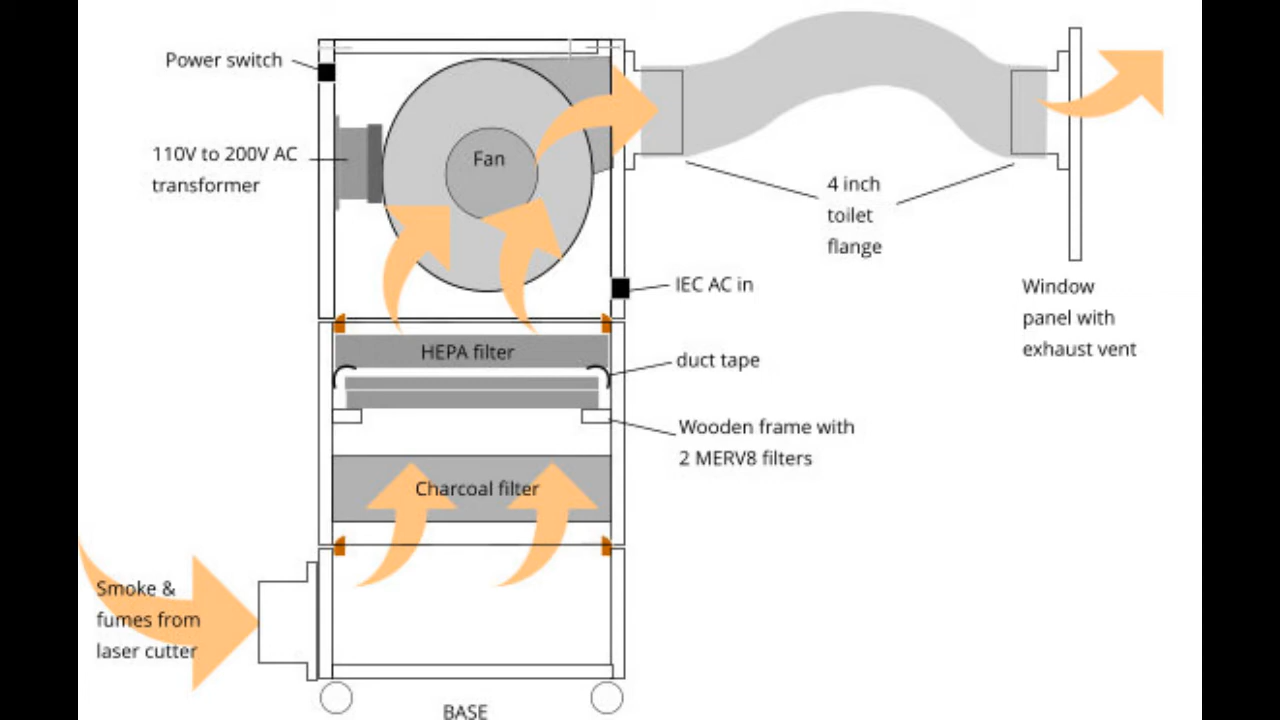 Power switch
110V to 200V AC
transformer
Fan
4 inch
toilet
flange
IEC AC in
Window
panel with
exhaust vent
HEPA filter
duct tape
Wooden frame with
2 MERV8 filters
Charcoal filter
Smoke &
fumes from
laser cutter
BASE